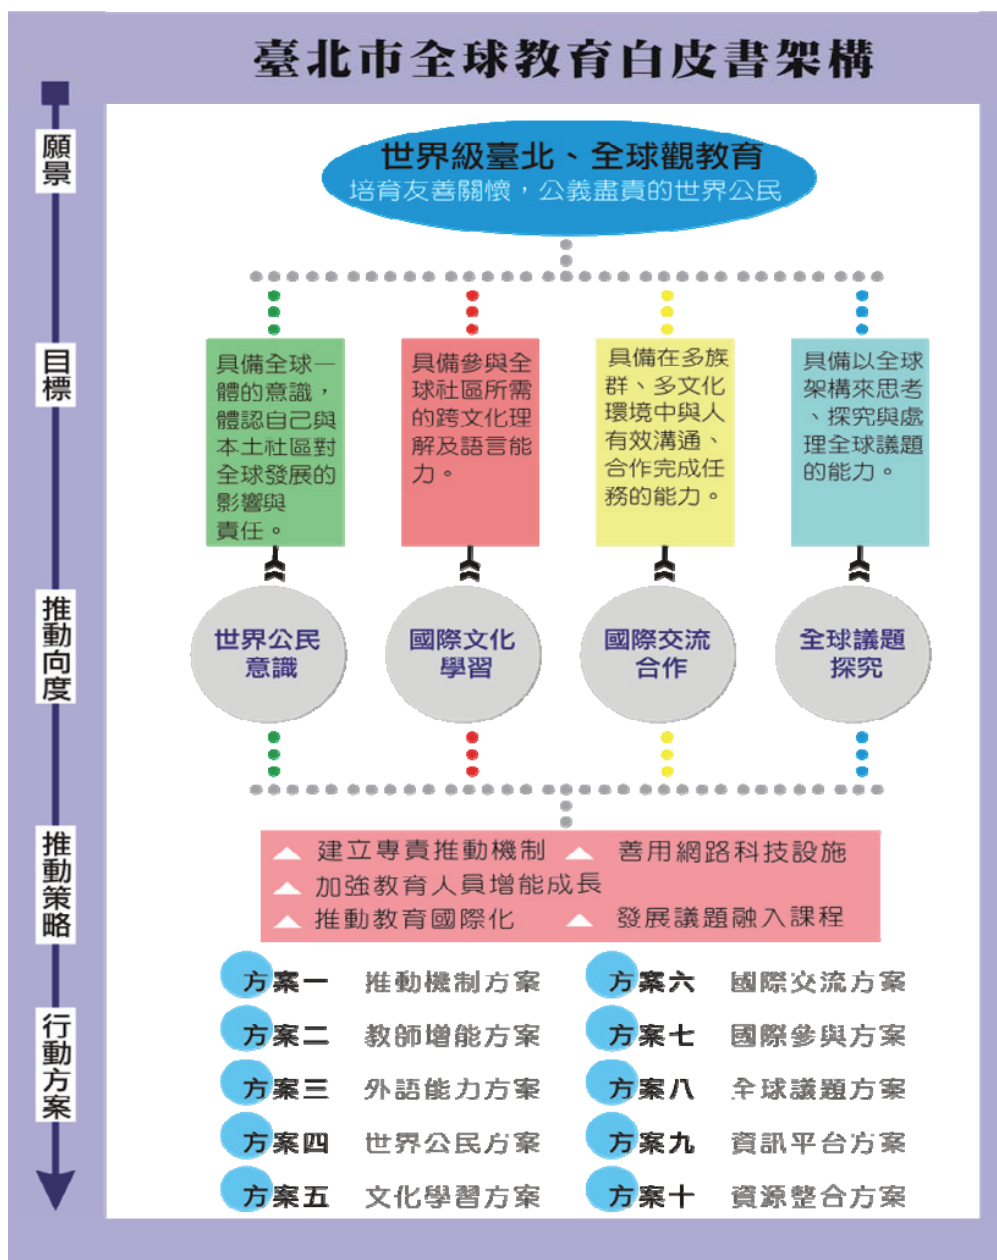 臺北市全球教育白皮書架構
願景
世界級臺北、全球觀教育
培育友善關懷，公義盡責的世界公民
目標
具備全球一
體的意識，
體認自己與
本土社區對
全球發展的
影響與
責任。
具備參與全
球社區所需
的跨文化理
解及語言能
力。
具備在多族
群、多文化
環境中與人
有效溝通、
合作完成任
務的能力。
具備以全球
架構來思考
、探究與處
理全球議題
的能力。
推動向度
世界公民
意識
國際文化
學習
國際交流
合作
全球議題
探究
推動策略
建立專責推動機制
善用網路科技設施
加強教育人員增能成長
推動教育國際化
發展議題融入課程
行動方案
方案一 推動機制方案
方案二 教師增能方案
方案三 外語能力方案
方案四 世界公民方案
方案五 文化學習方案
方案六 國際交流方案
方案七 國際參與方案
方案八 全球議題方案
方案九 資訊平台方案
方案十 資源整合方案